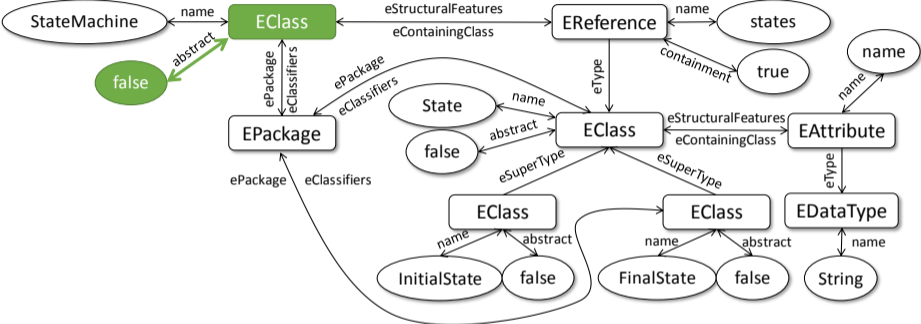 StateMachine
name
EClass
eStructuralFeatures
eContainingClass
EReference
name
states
abstract
false
ePackage
eClassifiers
ePackage
eClassifiers
eType
containment
true
name
name
EPackage
State
name
abstract
false
EClass
eStructuralFeatures
eContainingClass
EAttribute
ePackage
eClassifiers
eSuperType
eSuperType
eType
EClass
EClass
EDataType
name
abstract
name
abstract
name
InitialState
false
FinalState
false
String